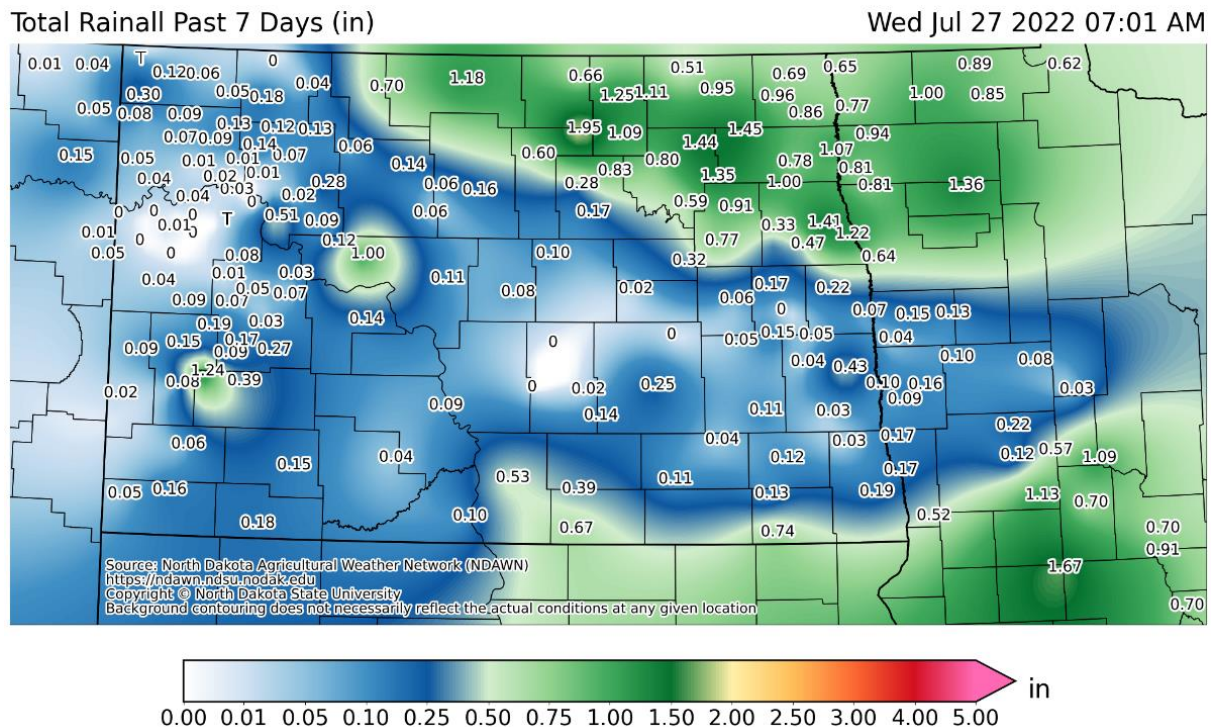 Total Rainall Past 7 Days (in)
Wed Jul 27 2022 07:01 AM
0.01 0.04 T 0 0.51 0.65 0.89 0.62
0.12 0.06 0.04 0.70 1.18 0.66 0.69
0.30 0.05 0.18 1.25 1.11 0.95 0.96 1.00 0.85
0.05 0.08 0.09 0.86 0.77
0.13 0.12 0.13 1.95 1.09 1.45 0.94
0.07 0.09 0.14 0.06 1.44 1.07
0.15 0.05 0.01 0.01 0.07 0.14 0.60 0.80 0.78 0.81
0.04 0.02 0.01 0.28 0.06 0.16 0.28 0.83 1.35 1.00 0.81 1.36
0.04 0.03 0 0.02 0.59 0.91
0 0 0 T 0.51 0.09 0.06 0.17 0.33 1.41
0.01 0.01 0 0 0.12 0.77 0.47 1.22
0.05 0 0.08 1.00 0.10 0.32 0.64
0.04 0.01 0.03 0.11 0.02 0.17 0.22
0.09 0.07 0.05 0.07 0.08 0.06 0
0.19 0.03 0.14 0.07 0.15 0.13
0.09 0.15 0.17 0.09 0.27 0 0 0.05 0.15 0.05 0.04
1.24 0.04 0.43 0.10 0.08
0.02 0.08 0.39 0 0.02 0.25 0.10 0.16 0.03
0.09 0.14 0.11 0.03 0.09
0.06 0.04 0.03 0.17 0.22
0.15 0.04 0.12 0.12 0.57 1.09
0.05 0.16 0.53 0.39 0.11 0.13 0.17 0.19 1.13 0.70
0.18 0.10 0.67 0.74 0.52 0.70
0.91
1.67
0.70
Source: North Dakota Agricultural Weather Network (NDAWN)
https://ndawn.ndsu.nodak.edu
Copyright © North Dakota State University
Background contouring does not necessarily reflect the actual conditions at any given location
in
0.00 0.01 0.05 0.10 0.25 0.50 0.75 1.00 1.50 2.00 2.50 3.00 4.00 5.00